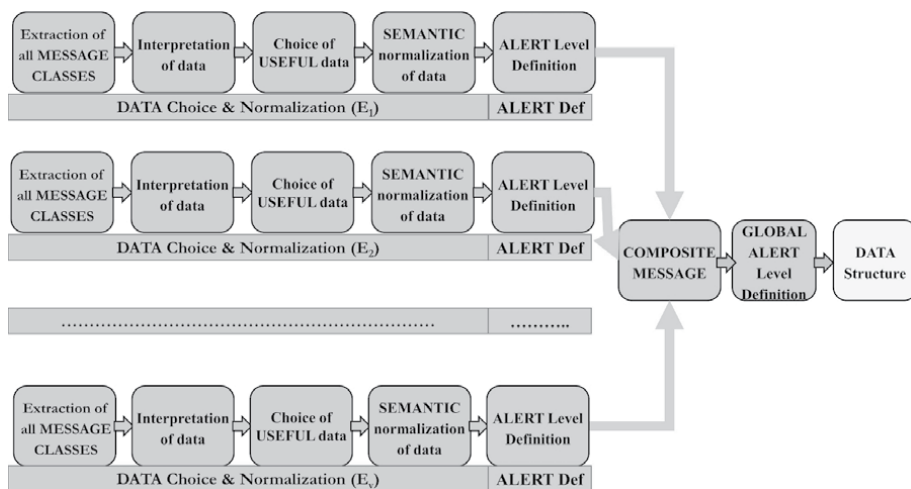 Extraction of
all MESSAGE
CLASSES
Interpretation
of data
Choice of
USEFUL data
SEMANTIC
normalization
of data
ALERT Level
Definition
DATA Choice & Normalization (E₁)
ALERT Def
Extraction of
all MESSAGE
CLASSES
Interpretation
of data
Choice of
USEFUL data
SEMANTIC
normalization
of data
ALERT Level
Definition
DATA Choice & Normalization (E₂)
ALERT Def
COMPOSITE
MESSAGE
GLOBAL
ALERT
Level
Definition
DATA
Structure
..................................................................
...........
Extraction of
all MESSAGE
CLASSES
Interpretation
of data
Choice of
USEFUL data
SEMANTIC
normalization
of data
ALERT Level
Definition
DATA Choice & Normalization (Eₓ)
ALERT Def